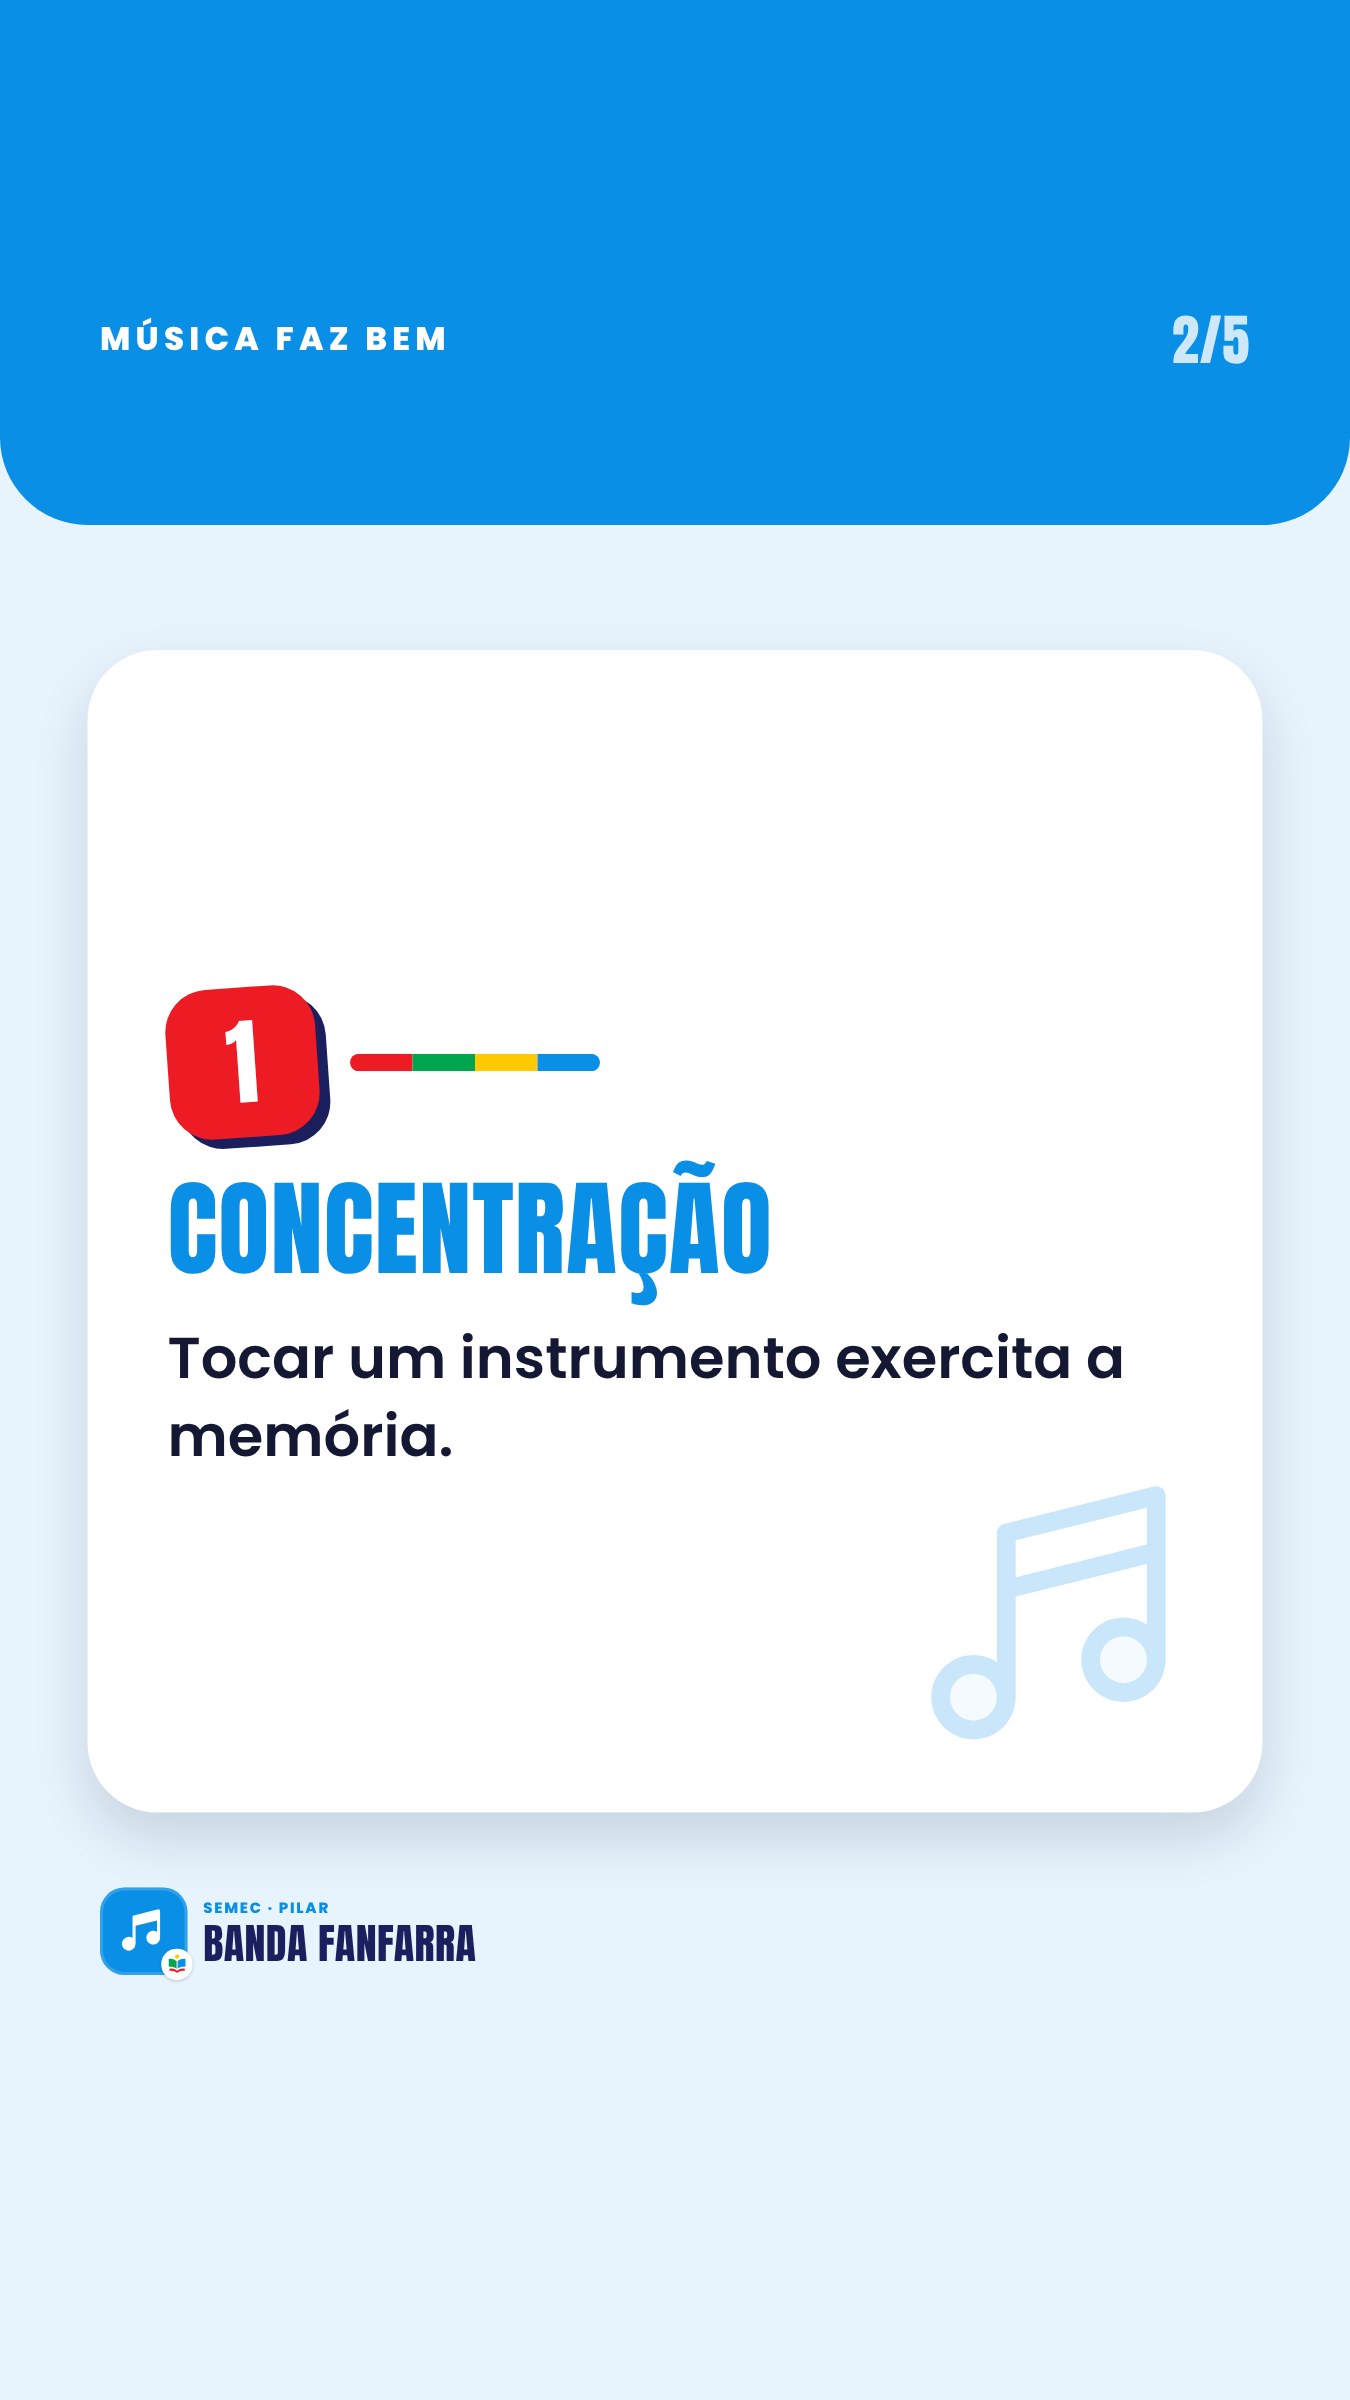 MÚSICA FAZ BEM
2/5
1
CONCENTRAÇÃO
Tocar um instrumento exercita a
memória.
SEMEC · PILAR
BANDA FANFARRA